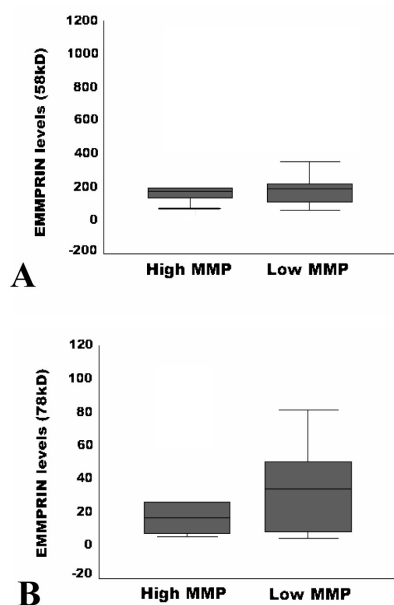 1200
1000
800
600
400
200
0
-200
EMMPRIN levels (58kD)
High MMP Low MMP
A
120
100
80
60
40
20
0
-20
EMMPRIN levels (78kD)
High MMP Low MMP
B